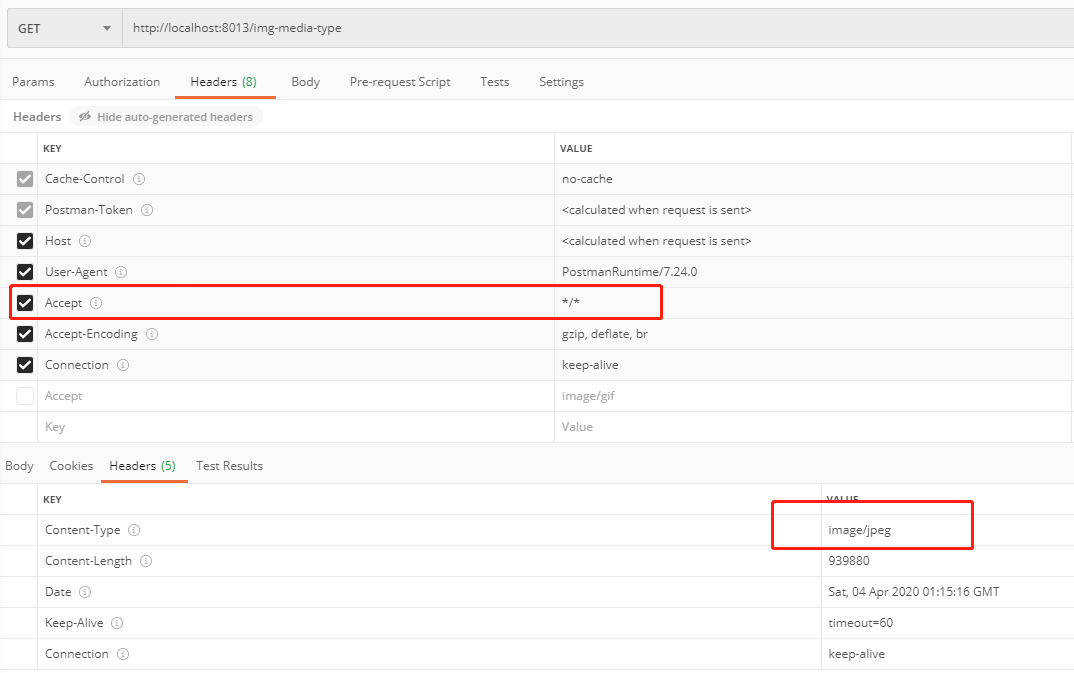 GET http://localhost:8013/img-media-type
Params Authorization Headers (8) Body Pre-request Script Tests Settings
Headers Hide auto-generated headers
KEY VALUE
Cache-Control no-cache
Postman-Token <calculated when request is sent>
Host <calculated when request is sent>
User-Agent PostmanRuntime/7.24.0
Accept */*
Accept-Encoding gzip, deflate, br
Connection keep-alive
Accept image/gif
Key Value
Body Cookies Headers (5) Test Results
KEY VALUE
Content-Type image/jpeg
Content-Length 939880
Date Sat, 04 Apr 2020 01:15:16 GMT
Keep-Alive timeout=60
Connection keep-alive